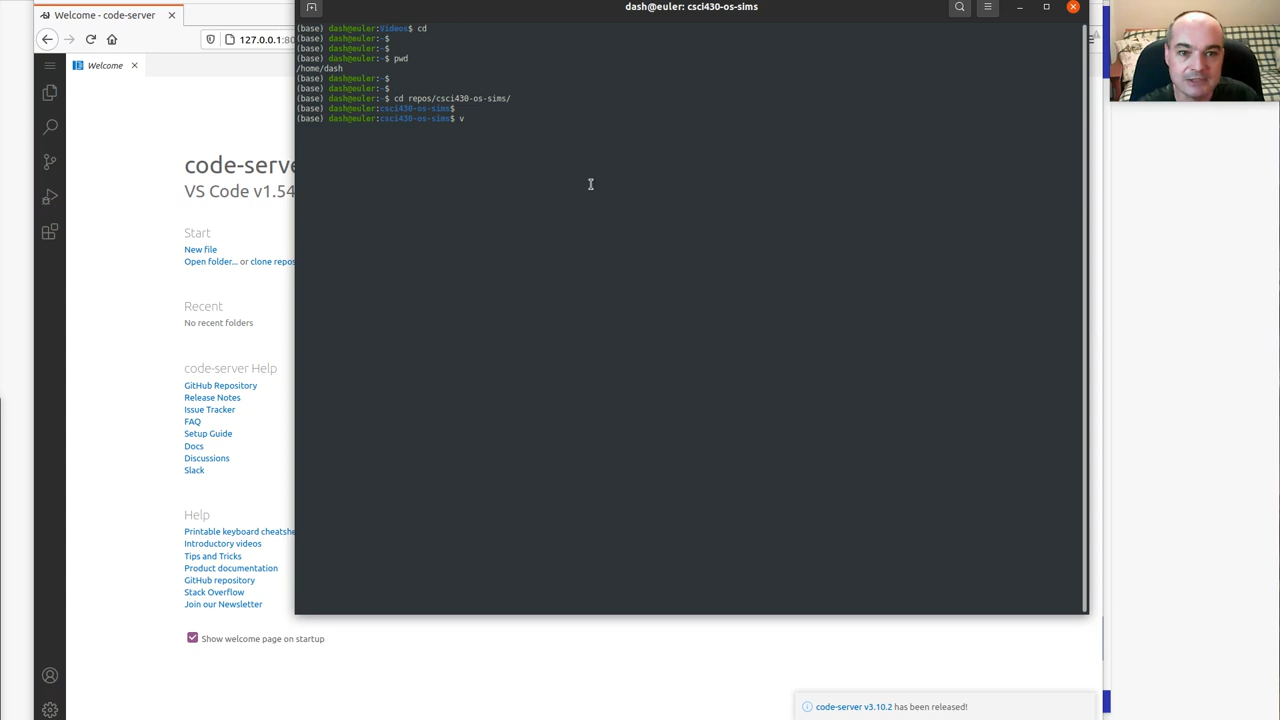 Welcome - code-server
127.0.0.1:80
Welcome
code-serve
VS Code v1.54
Start
New file
Open folder... or clone repos
Recent
No recent folders
code-server Help
GitHub Repository
Release Notes
Issue Tracker
FAQ
Setup Guide
Docs
Discussions
Slack
Help
Printable keyboard cheatshe
Introductory videos
Tips and Tricks
Product documentation
GitHub repository
Stack Overflow
Join our Newsletter
Show welcome page on startup
dash@euler: csci430-os-sims
(base) dash@euler:Videos$ cd
(base) dash@euler:~$
(base) dash@euler:~$
(base) dash@euler:~$ pwd
/home/dash
(base) dash@euler:~$
(base) dash@euler:~$
(base) dash@euler:~$ cd repos/csci430-os-sims/
(base) dash@euler:csci430-os-sims$
(base) dash@euler:csci430-os-sims$ v
code-server v3.10.2 has been released!